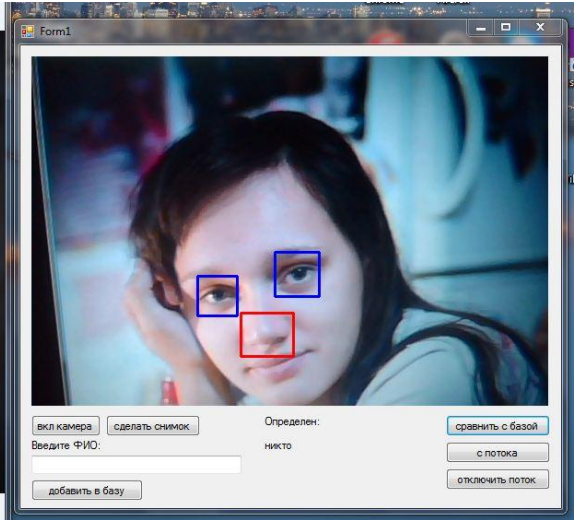 Form1
вкл камера
сделать снимок
Определен:
сравнить с базой
Введите ФИО:
никто
с потока
добавить в базу
отключить поток